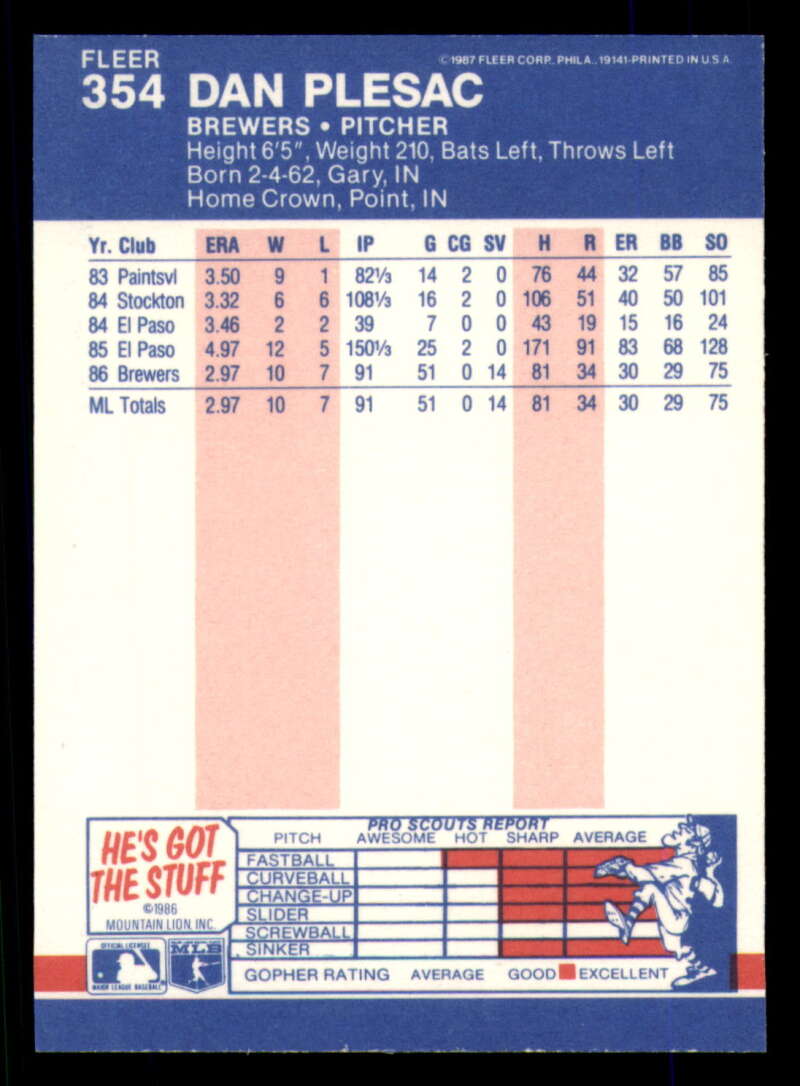 FLEER
©1987 FLEER CORP., PHILA., 19141-PRINTED IN U.S.A.
354 DAN PLESAC
BREWERS • PITCHER
Height 6'5", Weight 210, Bats Left, Throws Left
Born 2-4-62, Gary, IN
Home Crown, Point, IN
Yr. Club ERA W L IP G CG SV H R ER BB SO
83 Paintsvl 3.50 9 1 82⅓ 14 2 0 76 44 32 57 85
84 Stockton 3.32 6 6 108⅓ 16 2 0 106 51 40 50 101
84 El Paso 3.46 2 2 39 7 0 0 43 19 15 16 24
85 El Paso 4.97 12 5 150⅓ 25 2 0 171 91 83 68 128
86 Brewers 2.97 10 7 91 51 0 14 81 34 30 29 75
ML Totals 2.97 10 7 91 51 0 14 81 34 30 29 75
HE'S GOT
THE STUFF
©1986
MOUNTAIN LION, INC.
PRO SCOUTS REPORT
PITCH AWESOME HOT SHARP AVERAGE
FASTBALL
CURVEBALL
CHANGE-UP
SLIDER
SCREWBALL
SINKER
GOPHER RATING AVERAGE GOOD EXCELLENT
OFFICIAL LICENSEE
MAJOR LEAGUE BASEBALL